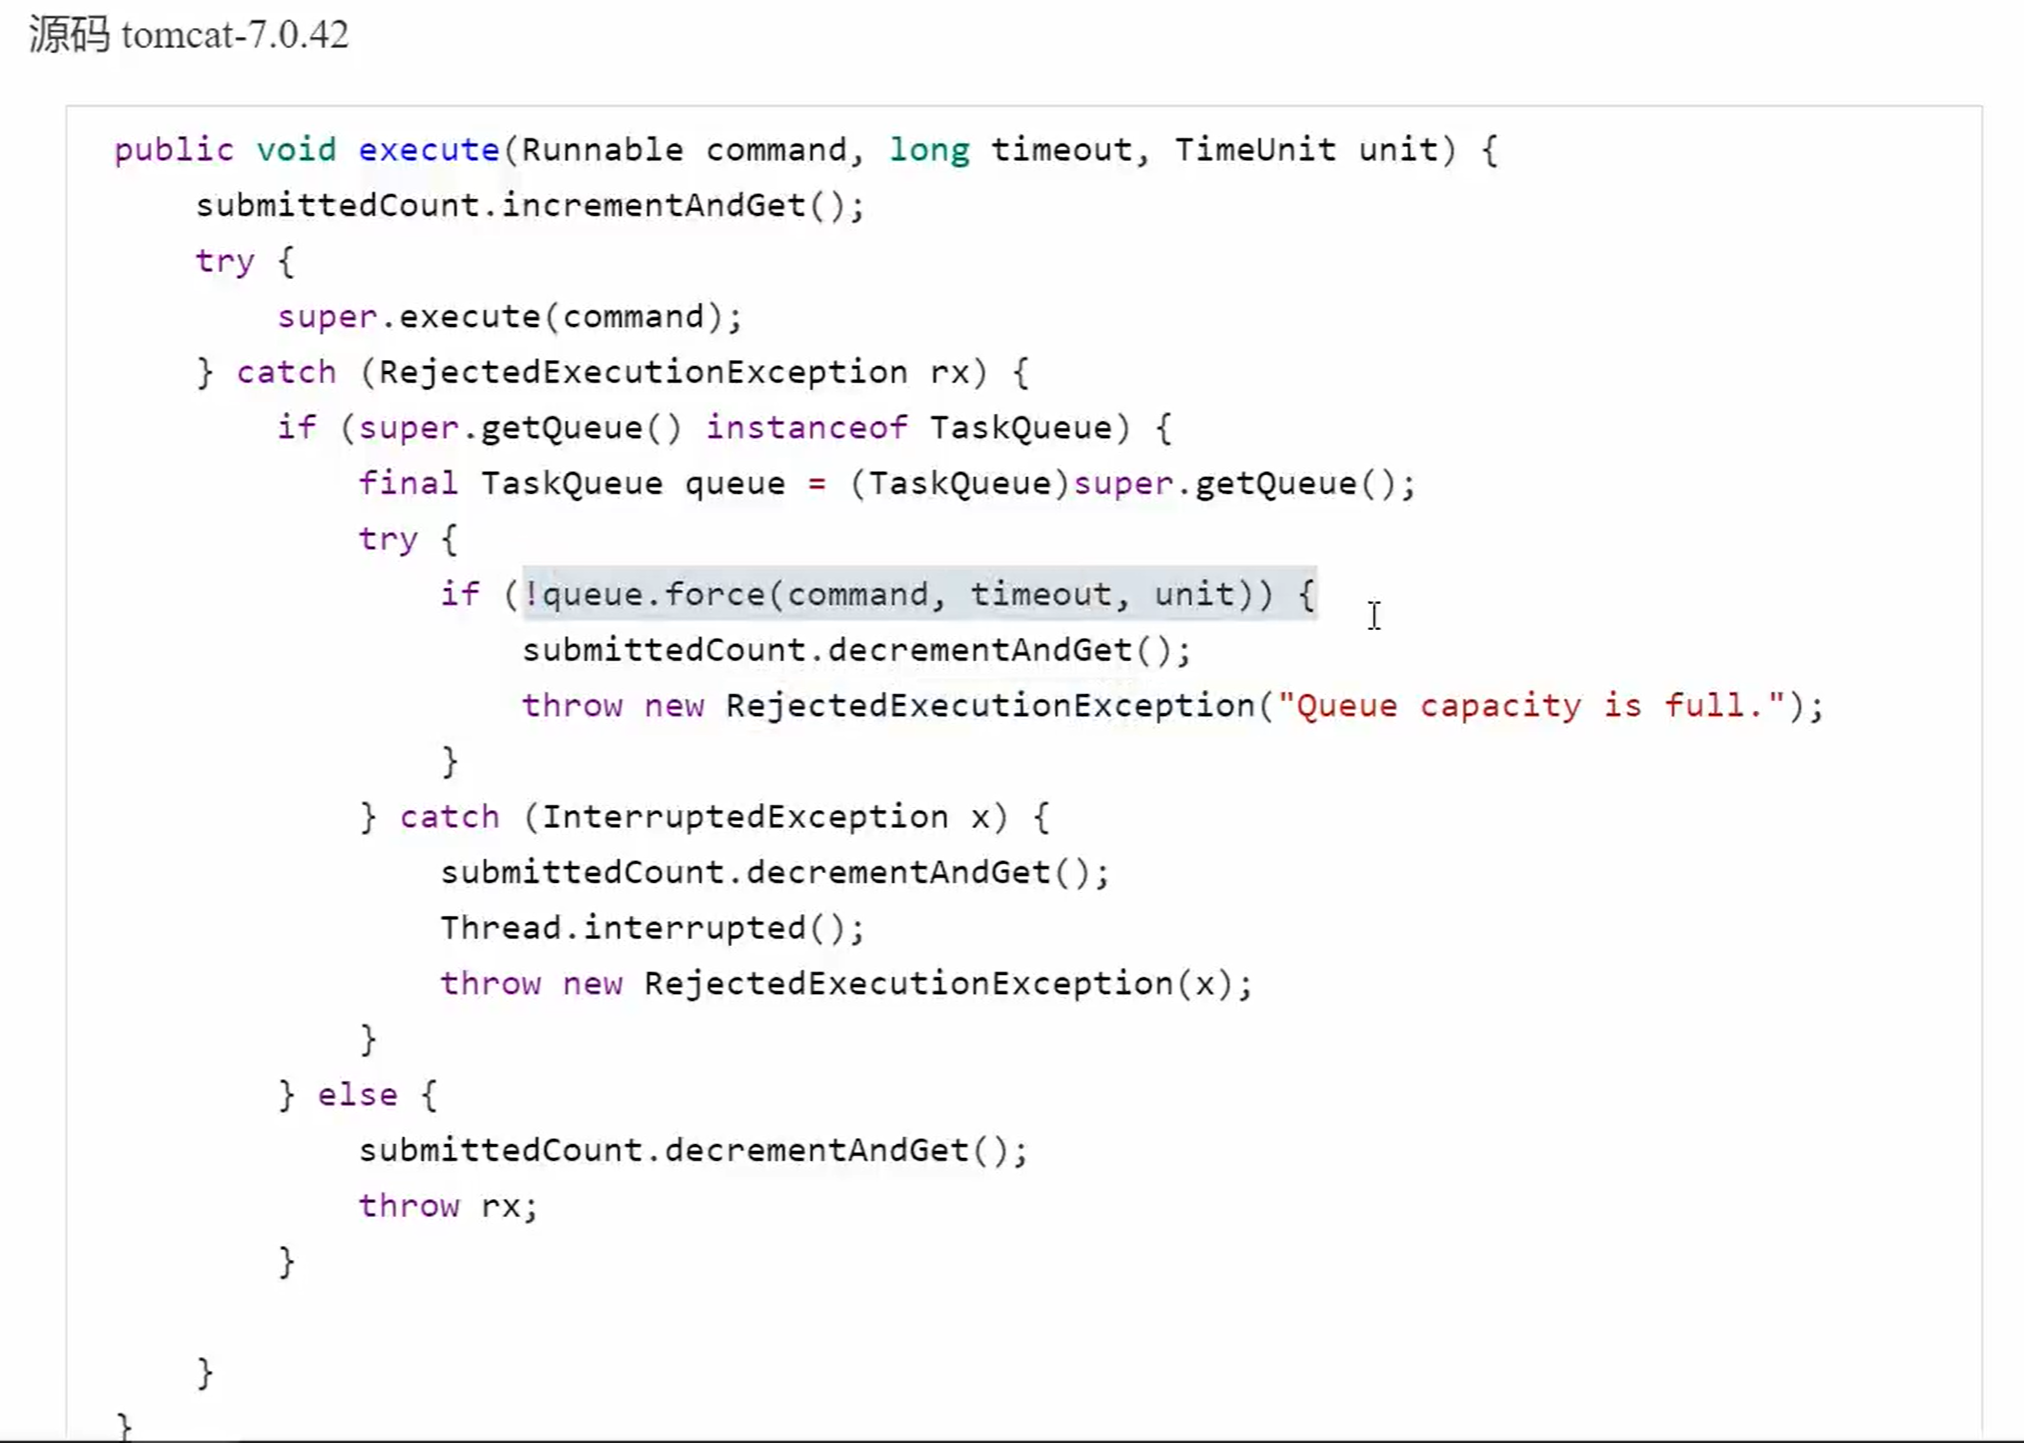 源码 tomcat-7.0.42
public void execute(Runnable command, long timeout, TimeUnit unit) {
    submittedCount.incrementAndGet();
    try {
        super.execute(command);
    } catch (RejectedExecutionException rx) {
        if (super.getQueue() instanceof TaskQueue) {
            final TaskQueue queue = (TaskQueue)super.getQueue();
            try {
                if (!queue.force(command, timeout, unit)) {
                    submittedCount.decrementAndGet();
                    throw new RejectedExecutionException("Queue capacity is full.");
                }
            } catch (InterruptedException x) {
                submittedCount.decrementAndGet();
                Thread.interrupted();
                throw new RejectedExecutionException(x);
            }
        } else {
            submittedCount.decrementAndGet();
            throw rx;
        }

    }
}